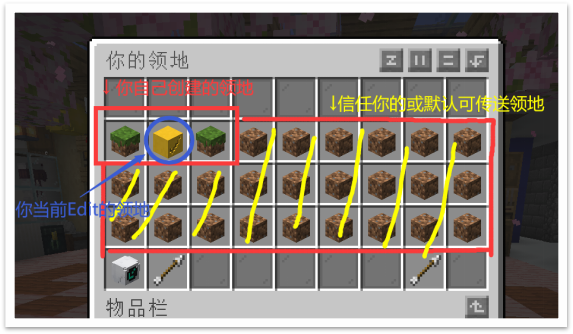 你的领地
↓你自己创建的领地
↓信任你的或默认可传送领地
你当前Edit的领地
物品栏